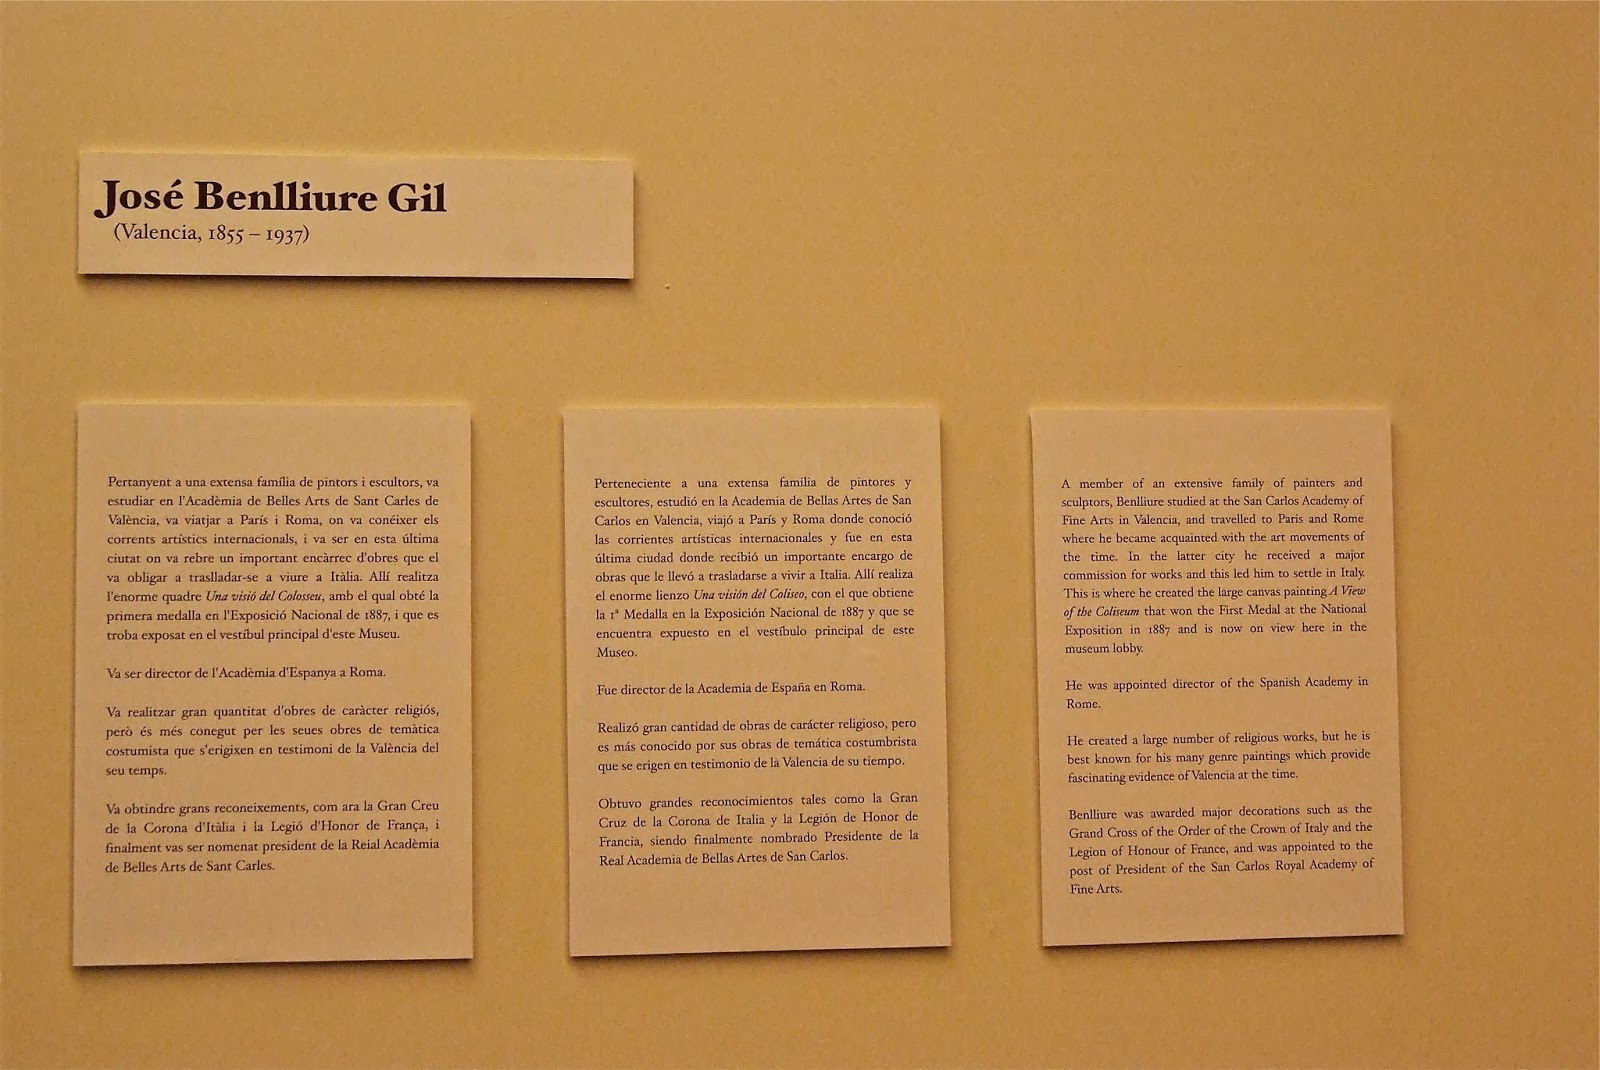 José Benlliure Gil
(Valencia, 1855 – 1937)
Pertanyent a una extensa família de pintors i escultors, va
estudiar en l'Acadèmia de Belles Arts de Sant Carles de
València, va viatjar a París i Roma, on va conéixer els
corrents artístics internacionals, i va ser en esta última
ciutat on va rebre un important encàrrec d'obres que el
va obligar a traslladar-se a viure a Itàlia. Allí realitza
l'enorme quadre Una visió del Colosseu, amb el qual obté la
primera medalla en l'Exposició Nacional de 1887, i que es
troba exposat en el vestíbul principal d'este Museu.
Va ser director de l'Acadèmia d'Espanya a Roma.
Va realitzar gran quantitat d'obres de caràcter religiós,
però és més conegut per les seues obres de temàtica
costumista que s'erigixen en testimoni de la València del
seu temps.
Va obtindre grans reconeixements, com ara la Gran Creu
de la Corona d'Itàlia i la Legió d'Honor de França, i
finalment vas ser nomenat president de la Reial Acadèmia
de Belles Arts de Sant Carles.
Perteneciente a una extensa familia de pintores y
escultores, estudió en la Academia de Bellas Artes de San
Carlos en Valencia, viajó a París y Roma donde conoció
las corrientes artísticas internacionales y fue en esta
última ciudad donde recibió un importante encargo de
obras que le llevó a trasladarse a vivir a Italia. Allí realiza
el enorme lienzo Una visión del Coliseo, con el que obtiene
la 1ª Medalla en la Exposición Nacional de 1887 y que se
encuentra expuesto en el vestíbulo principal de este
Museo.
Fue director de la Academia de España en Roma.
Realizó gran cantidad de obras de carácter religioso, pero
es más conocido por sus obras de temática costumbrista
que se erigen en testimonio de la Valencia de su tiempo.
Obtuvo grandes reconocimientos tales como la Gran
Cruz de la Corona de Italia y la Legión de Honor de
Francia, siendo finalmente nombrado Presidente de la
Real Academia de Bellas Artes de San Carlos.
A member of an extensive family of painters and
sculptors, Benlliure studied at the San Carlos Academy of
Fine Arts in Valencia, and travelled to Paris and Rome
where he became acquainted with the art movements of
the time. In the latter city he received a major
commission for works and this led him to settle in Italy.
This is where he created the large canvas painting A View
of the Coliseum that won the First Medal at the National
Exposition in 1887 and is now on view here in the
museum lobby.
He was appointed director of the Spanish Academy in
Rome.
He created a large number of religious works, but he is
best known for his many genre paintings which provide
fascinating evidence of Valencia at the time.
Benlliure was awarded major decorations such as the
Grand Cross of the Order of the Crown of Italy and the
Legion of Honour of France, and was appointed to the
post of President of the San Carlos Royal Academy of
Fine Arts.